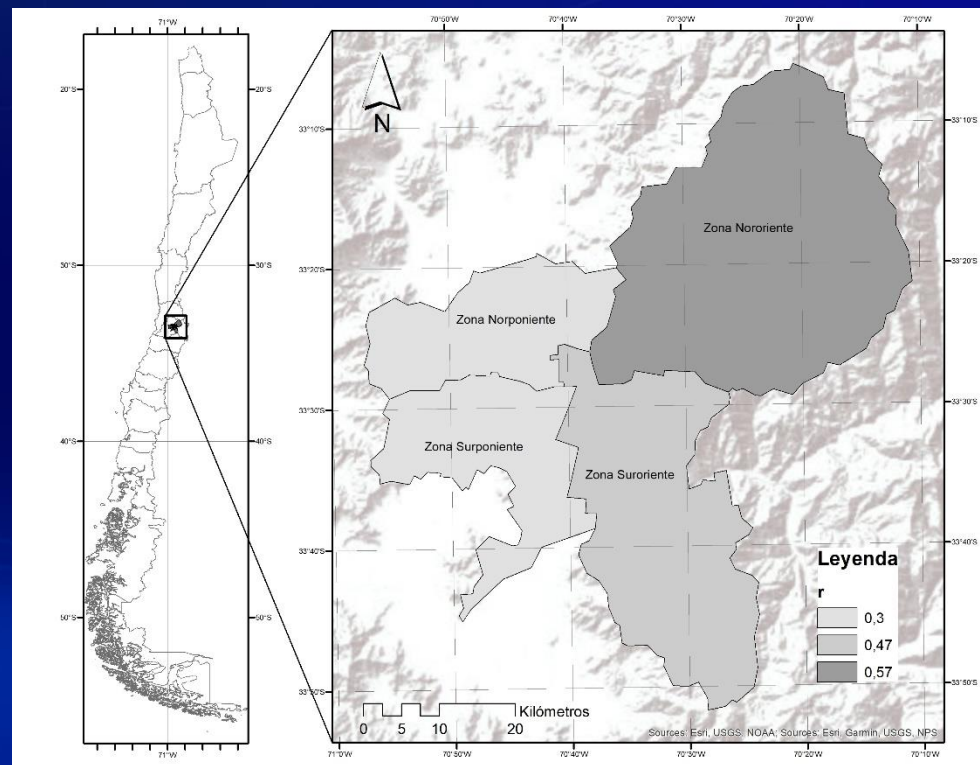 71°W
20°S
20°S
30°S
30°S
40°S
40°S
50°S
50°S
71°W
70°50'W
70°40'W
70°30'W
70°20'W
70°10'W
N
33°10'S
33°10'S
Zona Nororiente
33°20'S
33°20'S
Zona Norponiente
33°30'S
33°30'S
Zona Surponiente
Zona Suroriente
33°40'S
33°40'S
Leyenda
r
0,3
0,47
0,57
33°50'S
33°50'S
Kilómetros
0 5 10 20
Sources: Esri, USGS, NOAA; Sources: Esri, Garmin, USGS, NPS
71°0'W
70°50'W
70°40'W
70°30'W
70°20'W
70°10'W